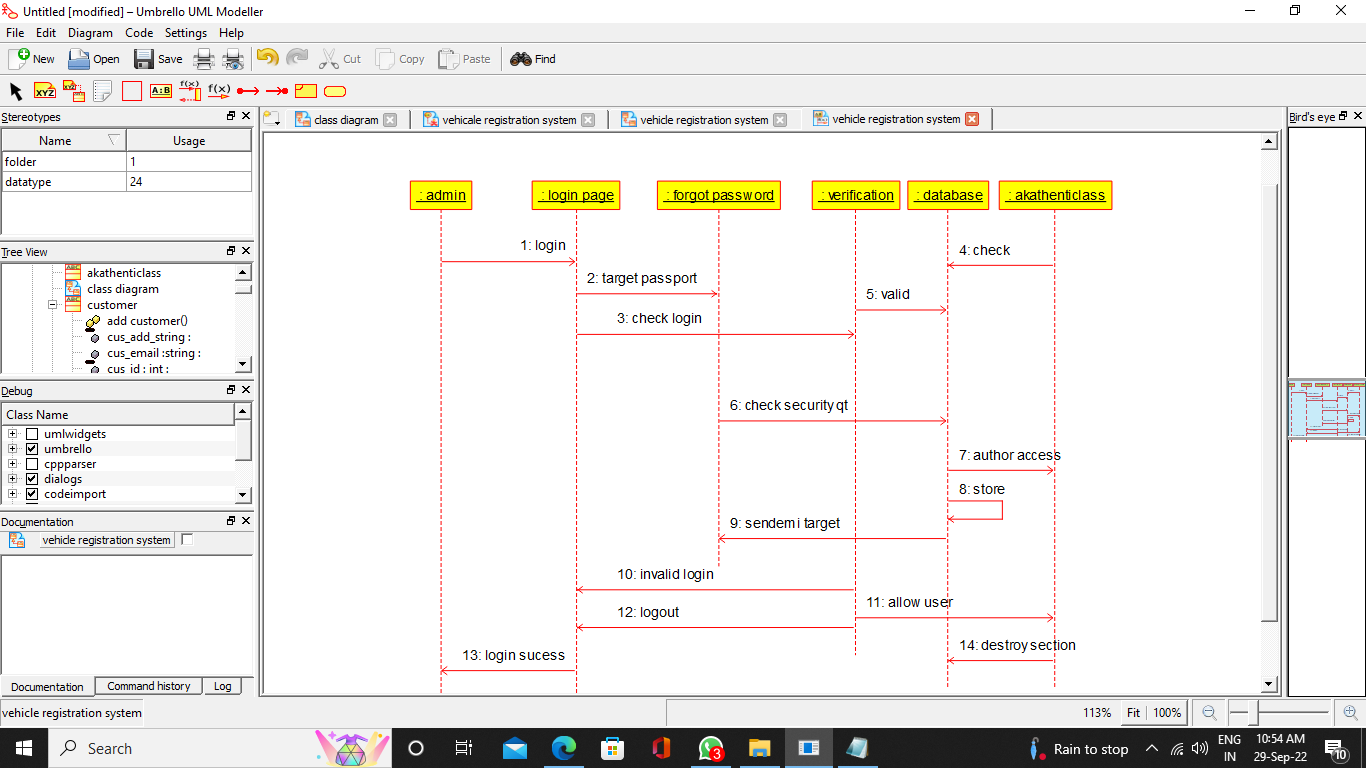 Untitled [modified] – Umbrello UML Modeller
File Edit Diagram Code Settings Help
New Open Save Cut Copy Paste Find
XYZ XYZ A:B f(x) f(x)
Stereotypes
Name Usage
folder 1
datatype 24
Tree View
akathenticlass
class diagram
customer
add customer()
cus_add_string :
cus_email :string :
cus_id : int :
Debug
Class Name
umlwidgets
umbrello
cppparser
dialogs
codeimport
Documentation
vehicle registration system
Documentation Command history Log
class diagram vehicale registration system vehicle registration system vehicle registration system
Bird's eye
: admin : login page : forgot password : verification : database : akathenticlass
1: login
4: check
2: target passport
5: valid
3: check login
6: check security qt
7: author access
8: store
9: sendem i target
10: invalid login
11: allow user
12: logout
14: destroy section
13: login sucess
vehicle registration system
113% Fit 100%
Search
3
Rain to stop
ENG
IN
10:54 AM
29-Sep-22
10